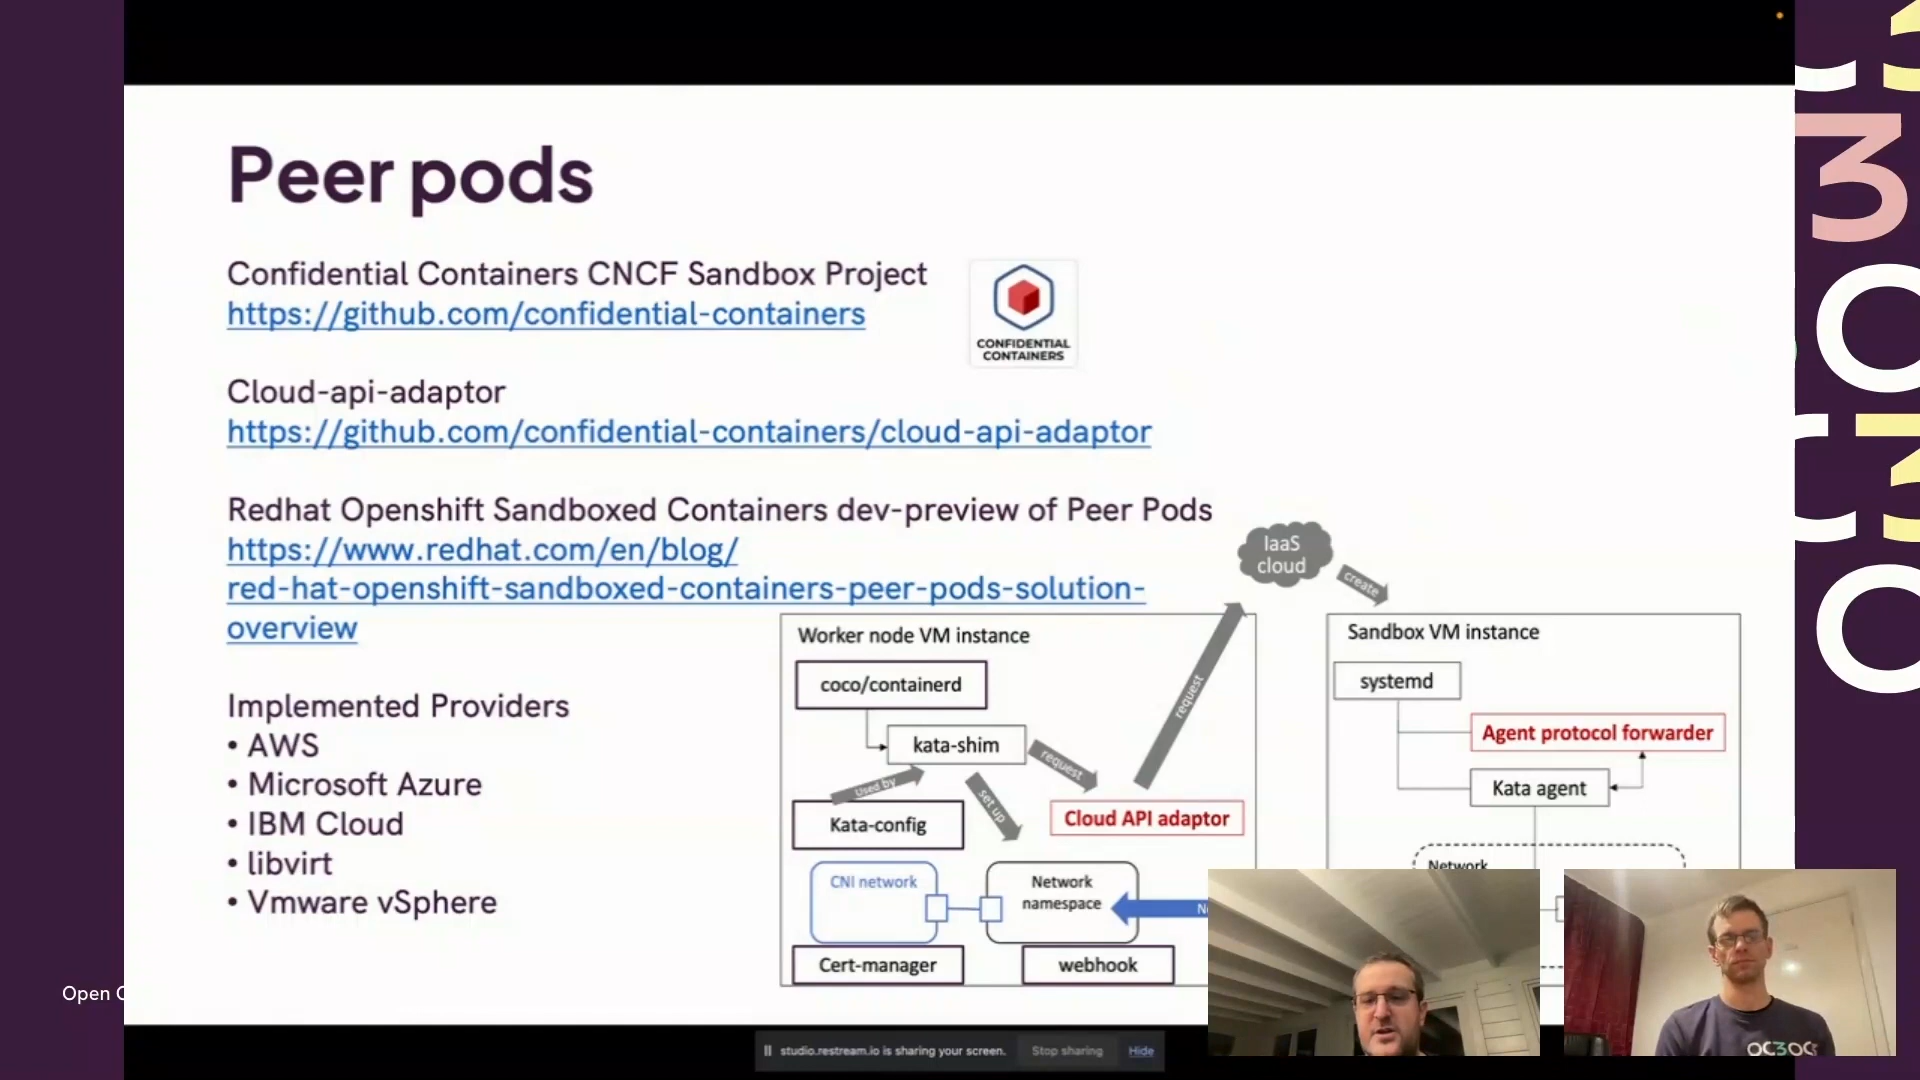 Peer pods
Confidential Containers CNCF Sandbox Project
https://github.com/confidential-containers
CONFIDENTIAL
CONTAINERS
Cloud-api-adaptor
https://github.com/confidential-containers/cloud-api-adaptor
Redhat Openshift Sandboxed Containers dev-preview of Peer Pods
https://www.redhat.com/en/blog/
red-hat-openshift-sandboxed-containers-peer-pods-solution-
overview
Implemented Providers
• AWS
• Microsoft Azure
• IBM Cloud
• libvirt
• Vmware vSphere
IaaS
cloud
create
request
Worker node VM instance
coco/containerd
kata-shim
request
Used by
set up
Kata-config
Cloud API adaptor
CNI network
Network
namespace
Cert-manager
webhook
Sandbox VM instance
systemd
Agent protocol forwarder
Kata agent
Network
Open
studio.restream.io is sharing your screen.
Stop sharing
Hide